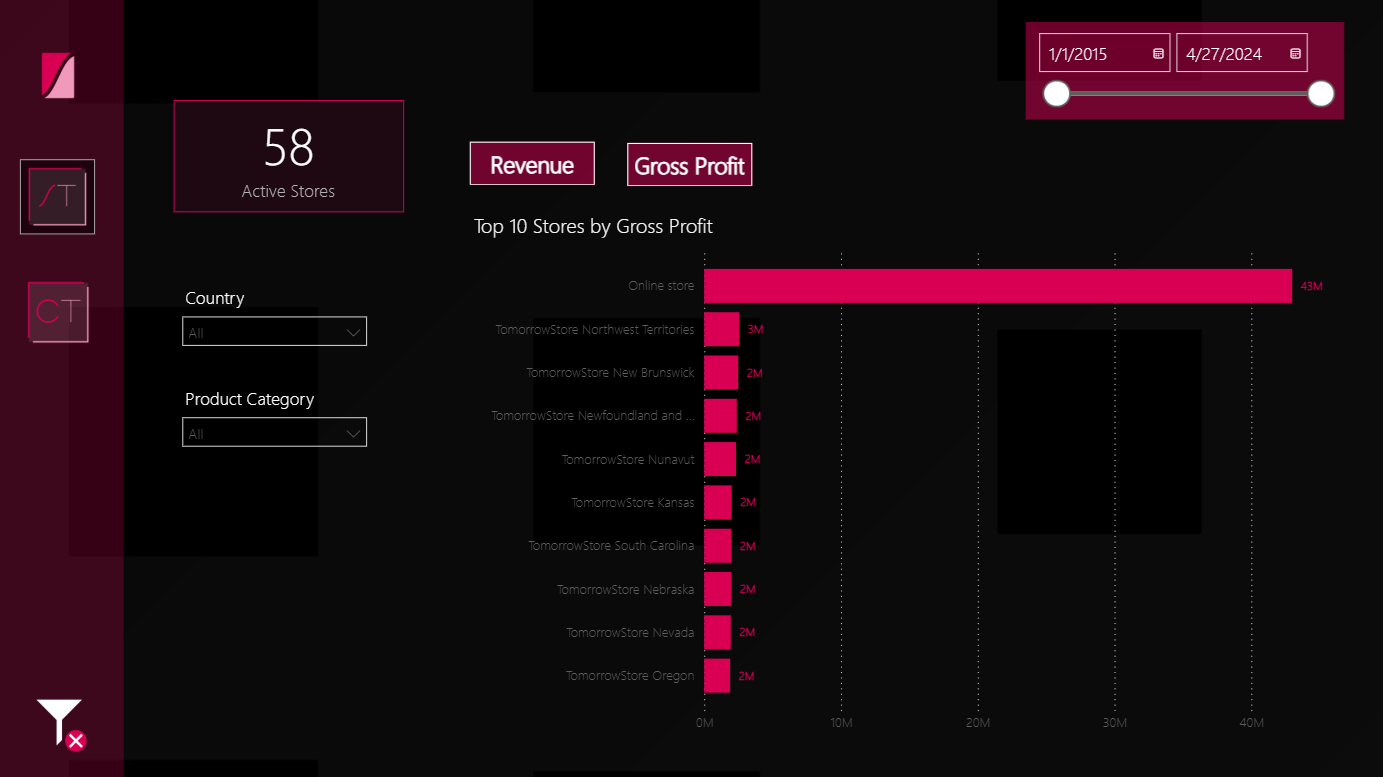 1/1/2015
4/27/2024
58
Active Stores
Revenue
Gross Profit
ST
CT
Top 10 Stores by Gross Profit
Country
All
Product Category
All
Online store
43M
TomorrowStore Northwest Territories
3M
TomorrowStore New Brunswick
2M
TomorrowStore Newfoundland and ...
2M
TomorrowStore Nunavut
2M
TomorrowStore Kansas
2M
TomorrowStore South Carolina
2M
TomorrowStore Nebraska
2M
TomorrowStore Nevada
2M
TomorrowStore Oregon
2M
0M 10M 20M 30M 40M